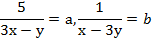 5/(3x − y) = a, 1/(x − 3y) = b